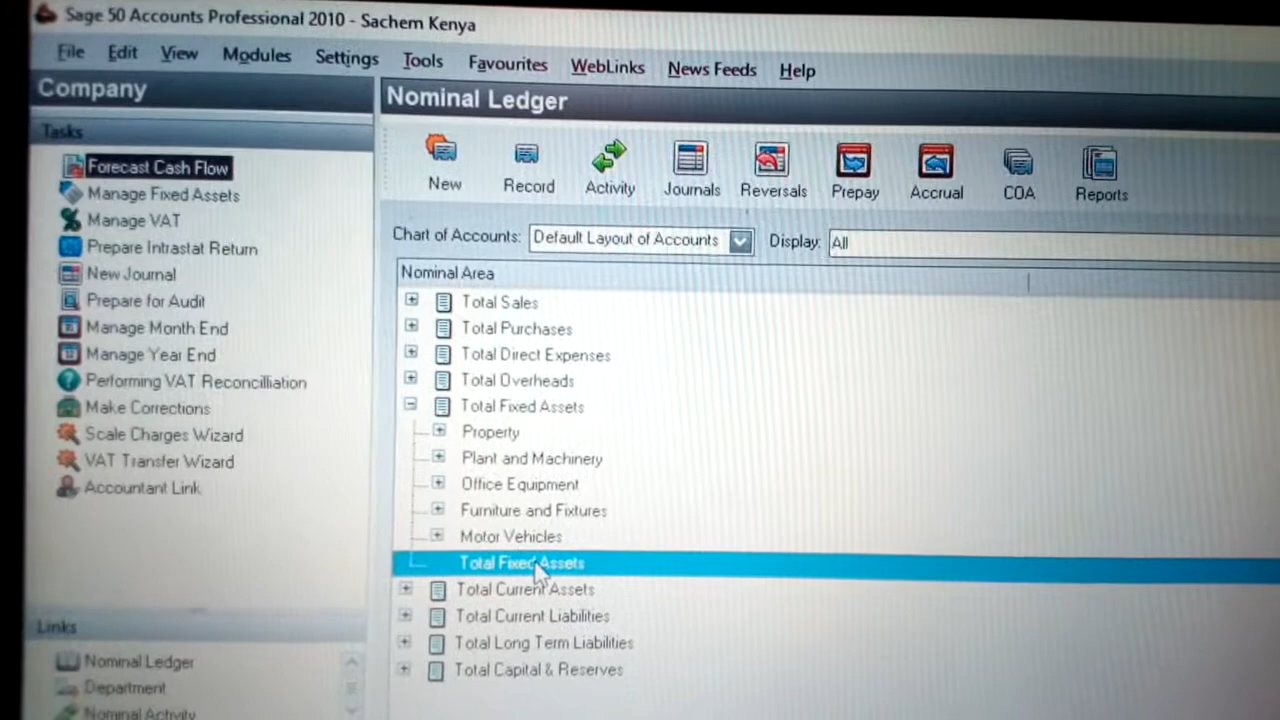 Sage 50 Accounts Professional 2010 - Sachem Kenya
File Edit View Modules Settings Tools Favourites WebLinks News Feeds Help
Company
Tasks
Forecast Cash Flow
Manage Fixed Assets
Manage VAT
Prepare Intrastat Return
New Journal
Prepare for Audit
Manage Month End
Manage Year End
Performing VAT Reconcilliation
Make Corrections
Scale Charges Wizard
VAT Transfer Wizard
Accountant Link
Links
Nominal Ledger
Department
Nominal Activity
Nominal Ledger
New Record Activity Journals Reversals Prepay Accrual COA Reports
Chart of Accounts: Default Layout of Accounts Display: All
Nominal Area
Total Sales
Total Purchases
Total Direct Expenses
Total Overheads
Total Fixed Assets
Property
Plant and Machinery
Office Equipment
Furniture and Fixtures
Motor Vehicles
Total Fixed Assets
Total Current Assets
Total Current Liabilities
Total Long Term Liabilities
Total Capital & Reserves